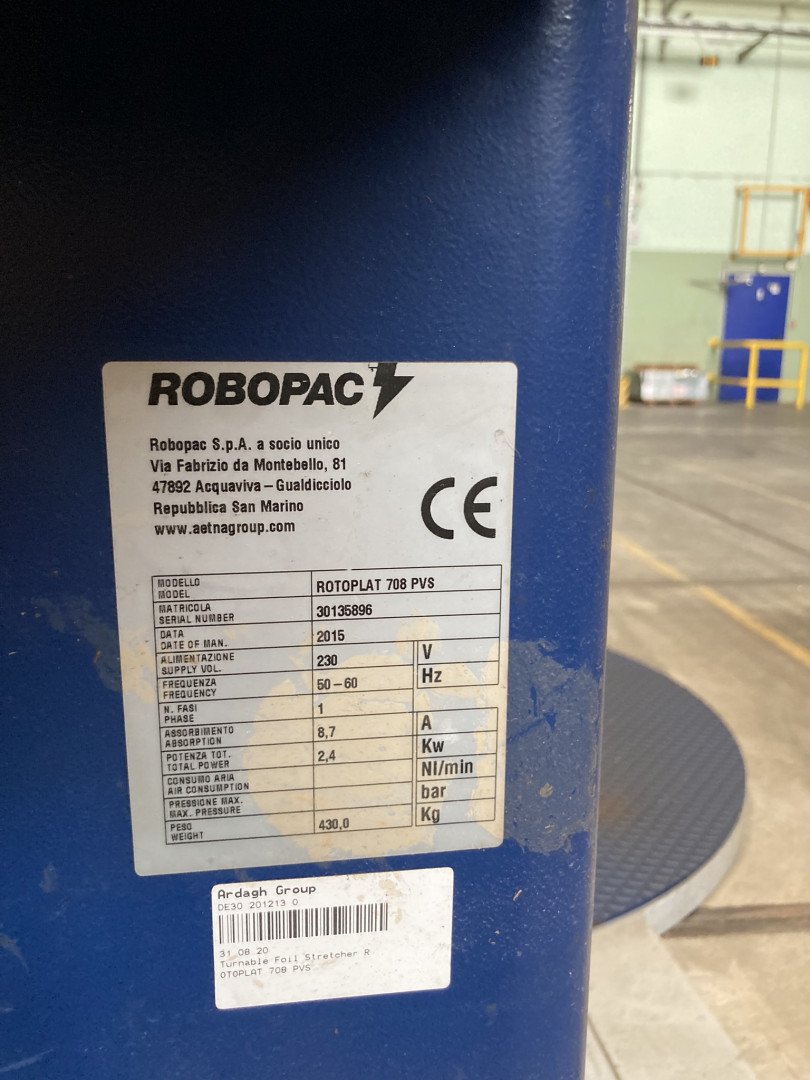 ROBOPAC
Robopac S.p.A. a socio unico
Via Fabrizio da Montebello, 81
47892 Acquaviva – Gualdicciolo
Repubblica San Marino
www.aetnagroup.com
CE
MODELLO
MODEL
ROTOPLAT 708 PVS
MATRICOLA
SERIAL NUMBER
30135896
DATA
DATE OF MAN.
2015
ALIMENTAZIONE
SUPPLY VOL.
230 V
FREQUENZA
FREQUENCY
50–60 Hz
N. FASI
PHASE
1
ASSORBIMENTO
ABSORPTION
8,7 A
POTENZA TOT.
TOTAL POWER
2,4 Kw
CONSUMO ARIA
AIR CONSUMPTION
Nl/min
PRESSIONE MAX.
MAX. PRESSURE
bar
PESO
WEIGHT
430,0 Kg
Ardagh Group
DE30 201213 0
31.08.20
Turnable Foil Stretcher R
OTOPLAT 708 PVS